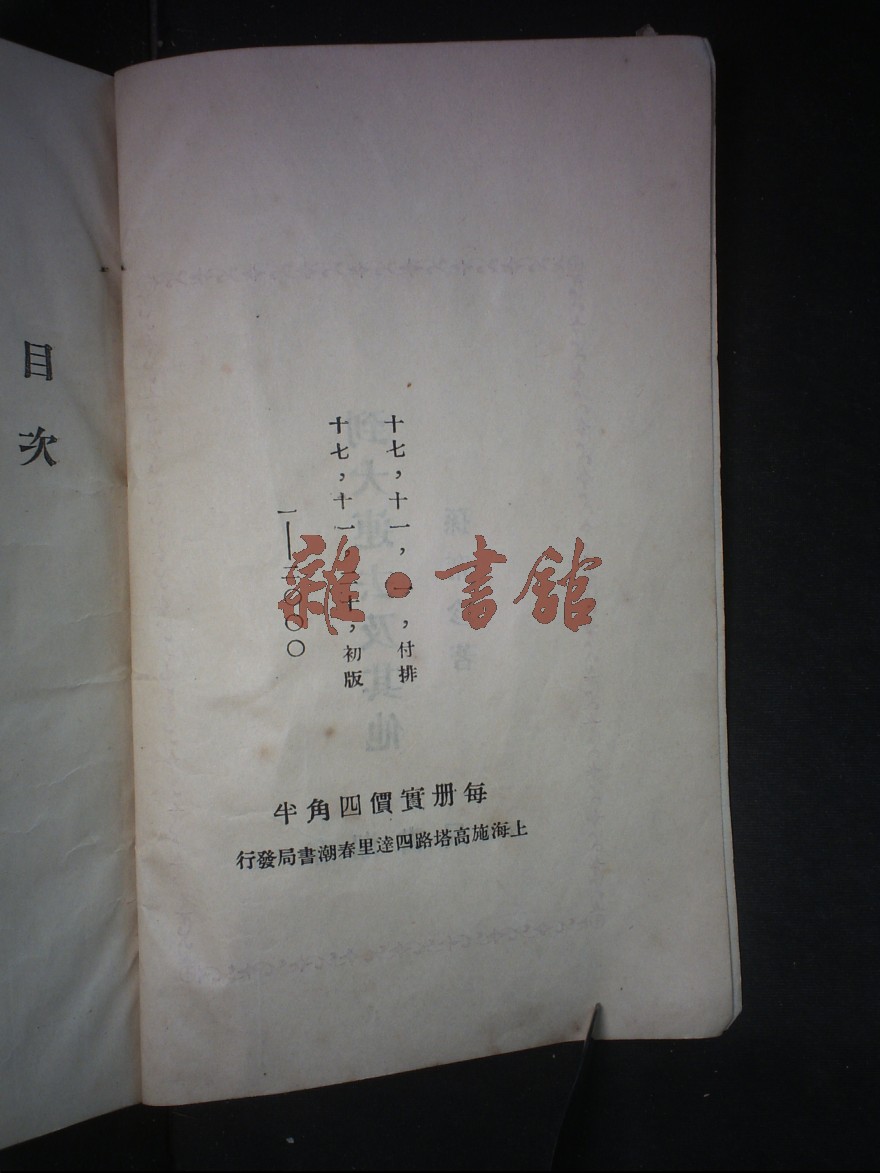 十七，十一，一，付排
十七，十一，二十，初版
一——二〇〇〇
每册實價四角半
上海施高塔路四達里春潮書局發行
目次
雜·書館